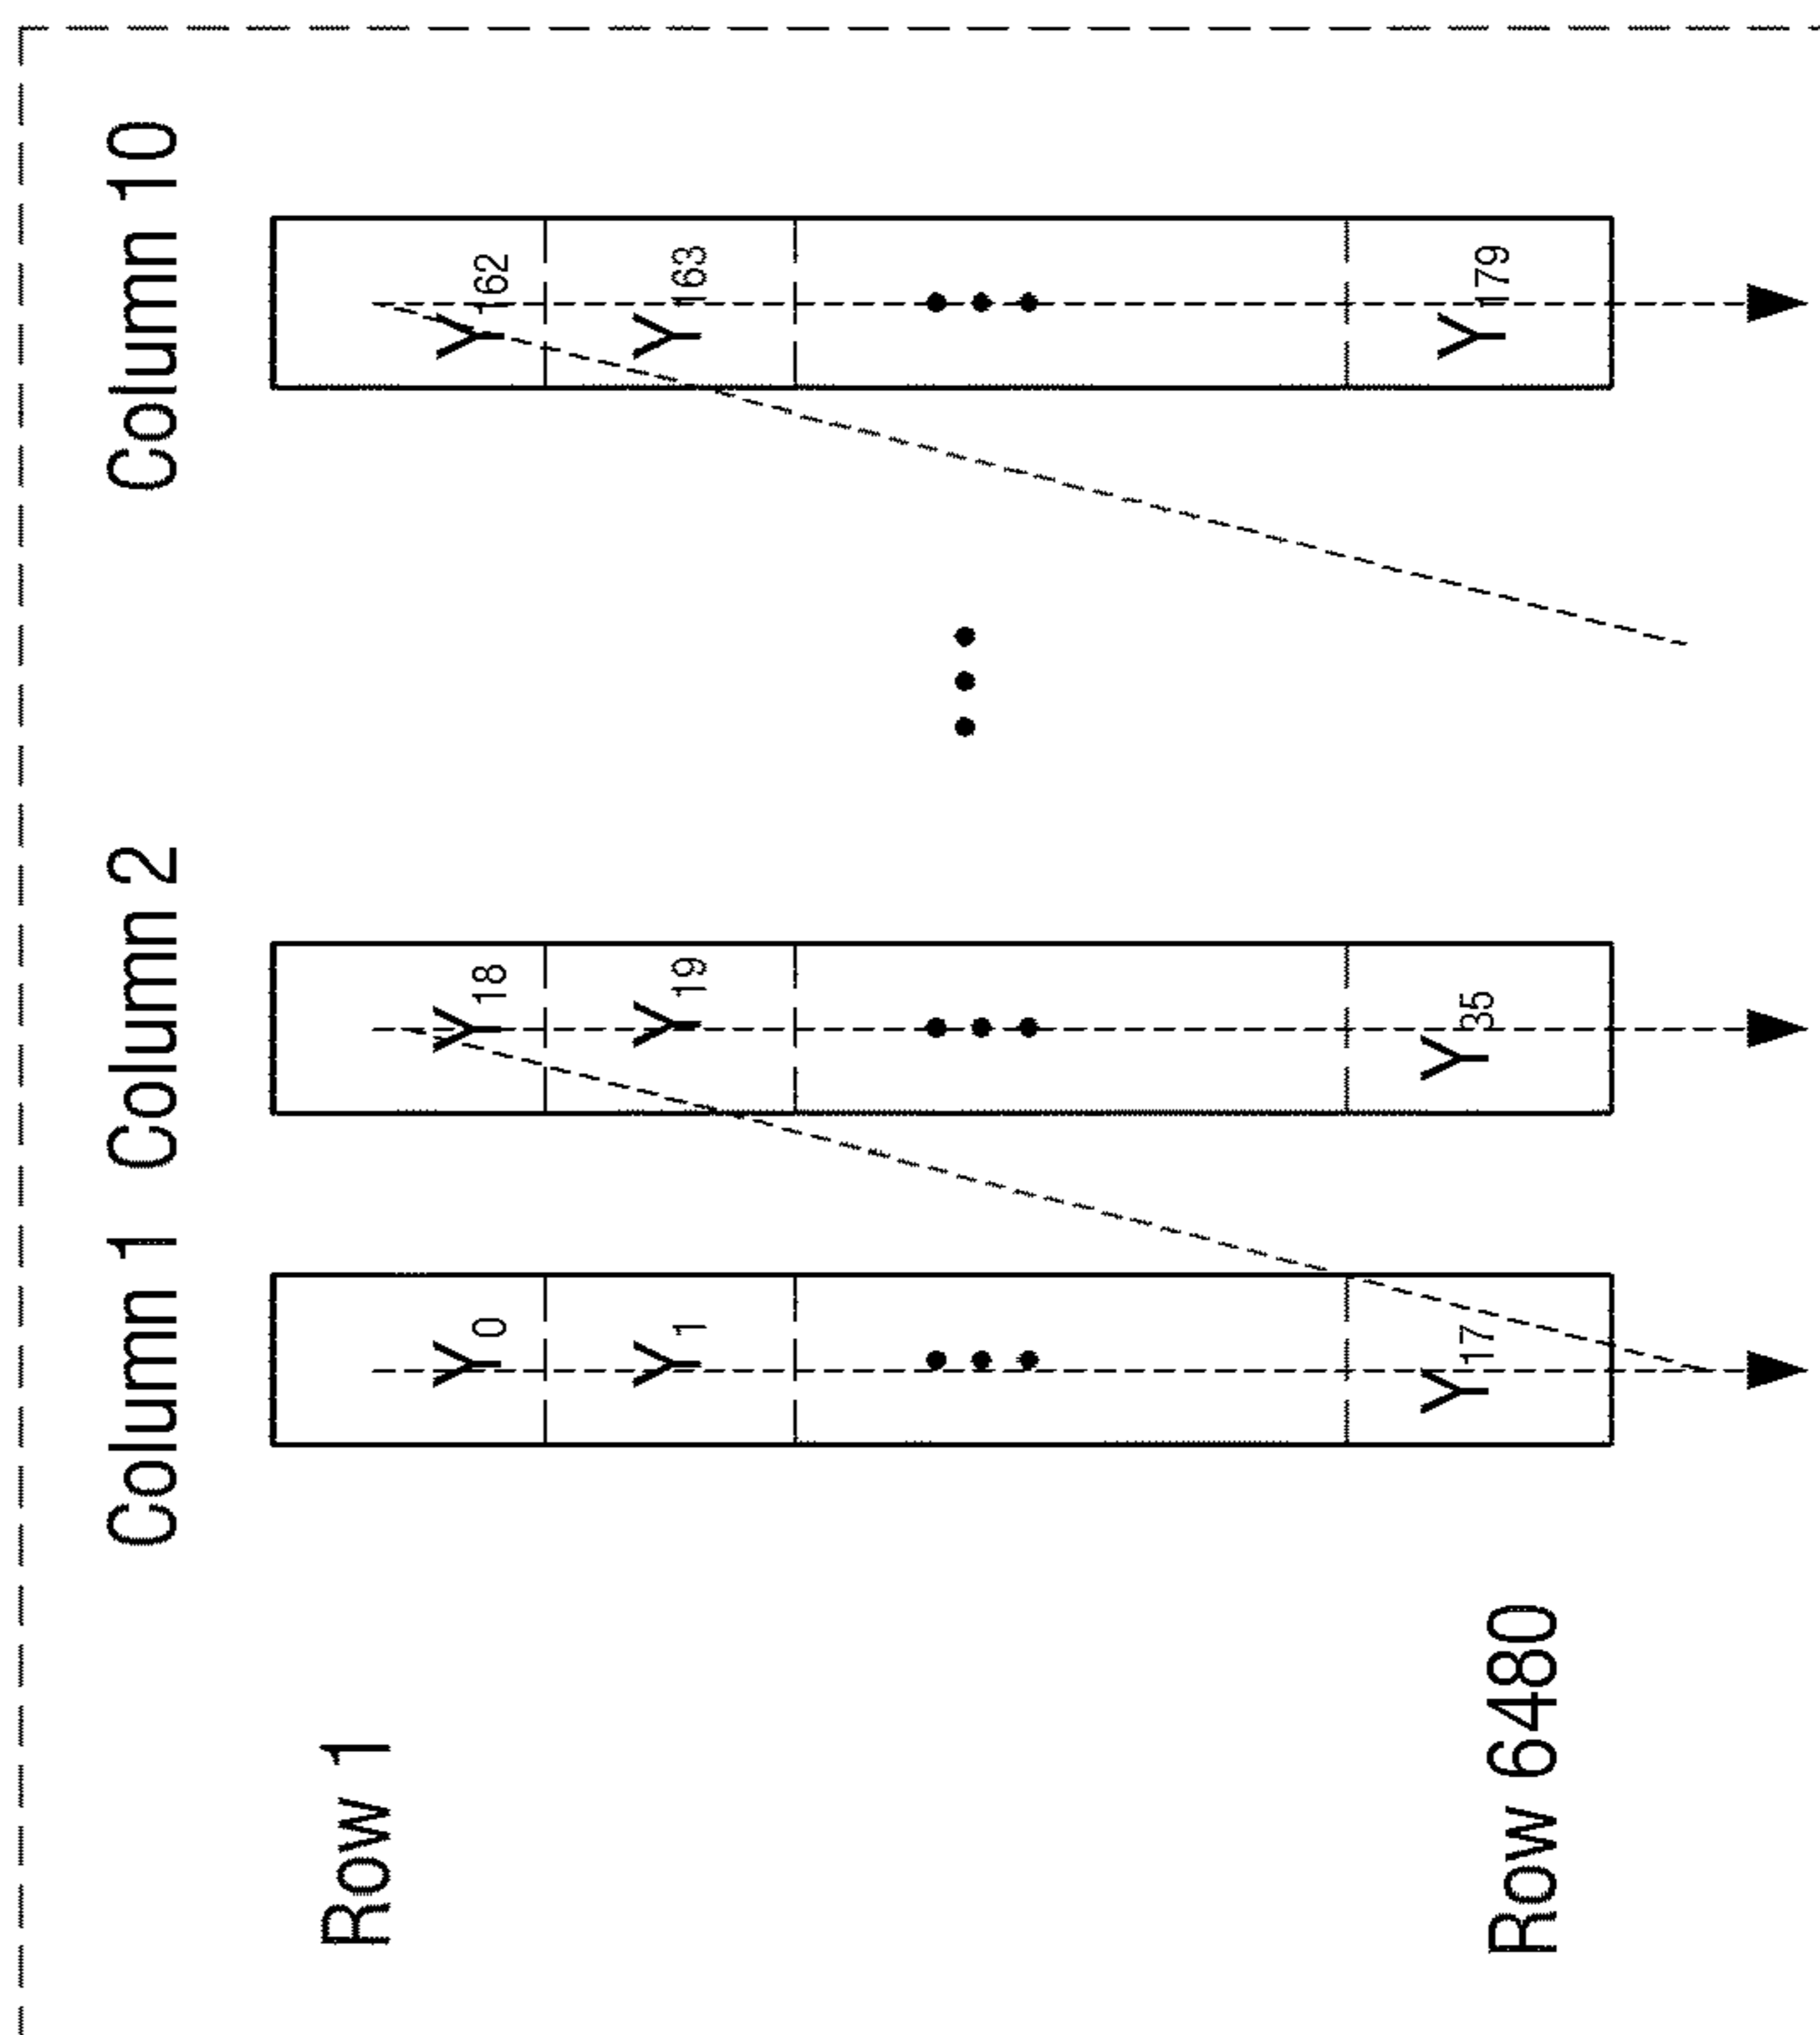 Column 1 Column 2 Column 10
Row 1
Y0 Y18 Y162
Y1 Y19 Y163
Row 6480
Y17 Y35 Y179